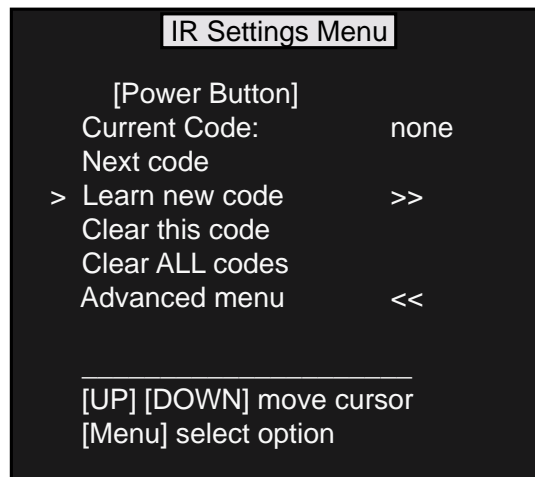 IR Settings Menu
[Power Button]
Current Code: none
Next code
> Learn new code >>
Clear this code
Clear ALL codes
Advanced menu <<
[UP] [DOWN] move cursor
[Menu] select option